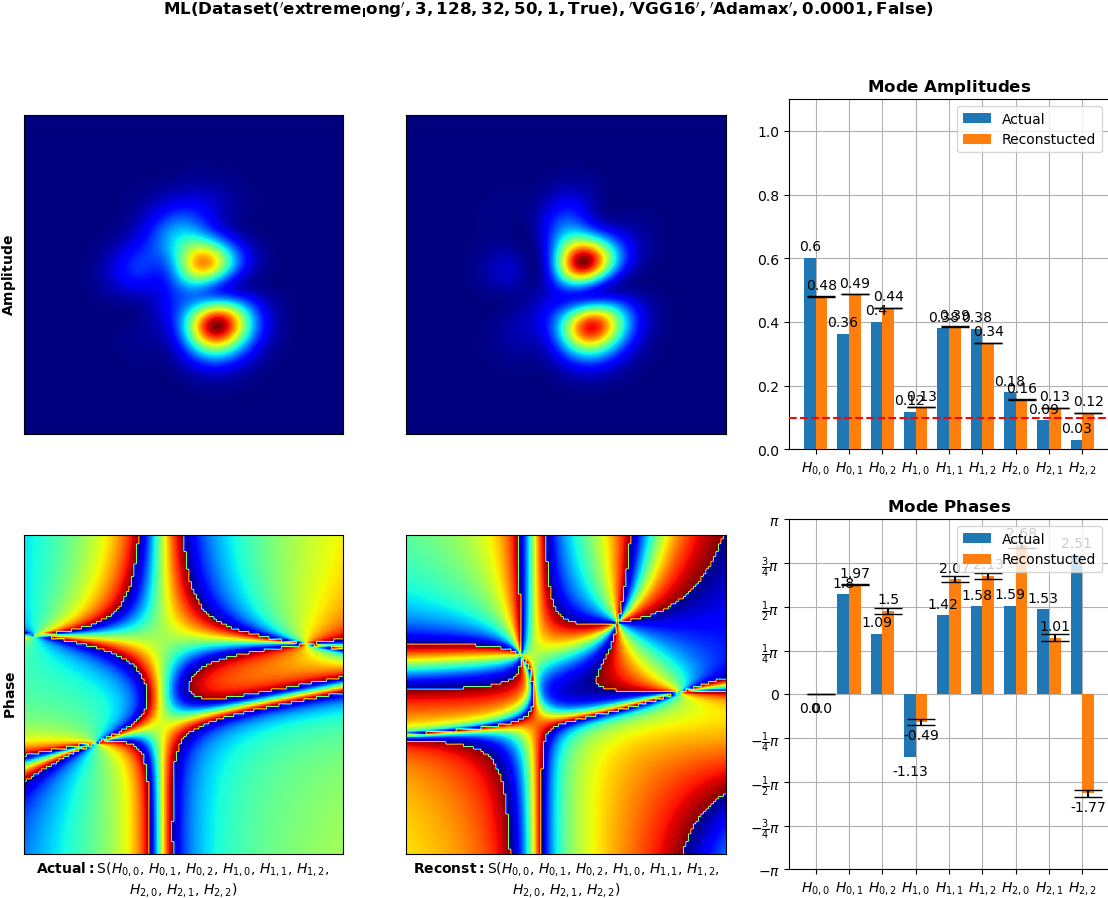 ML(Dataset('extreme_long', 3, 128, 32, 50, 1, True), 'VGG16', 'Adamax', 0.0001, False)
Mode Amplitudes
Amplitude
1.0
0.8
0.6
0.4
0.2
0.0
Actual
Reconstucted
0.6
0.48
0.36
0.49
0.4
0.44
0.12
0.13
0.38
0.39
0.38
0.34
0.18
0.16
0.09
0.13
0.03
0.12
H0,0 H0,1 H0,2 H1,0 H1,1 H1,2 H2,0 H2,1 H2,2
Mode Phases
Phase
π
3/4π
1/2π
1/4π
0
−1/4π
−1/2π
−3/4π
−π
Actual
Reconstucted
0.0
0.0
1.8
1.97
1.09
1.5
-1.13
-0.49
1.42
1.58
1.59
2.68
1.53
1.01
2.51
-1.77
H0,0 H0,1 H0,2 H1,0 H1,1 H1,2 H2,0 H2,1 H2,2
Actual: S(H0,0, H0,1, H0,2, H1,0, H1,1, H1,2,
H2,0, H2,1, H2,2)
Reconst: S(H0,0, H0,1, H0,2, H1,0, H1,1, H1,2,
H2,0, H2,1, H2,2)